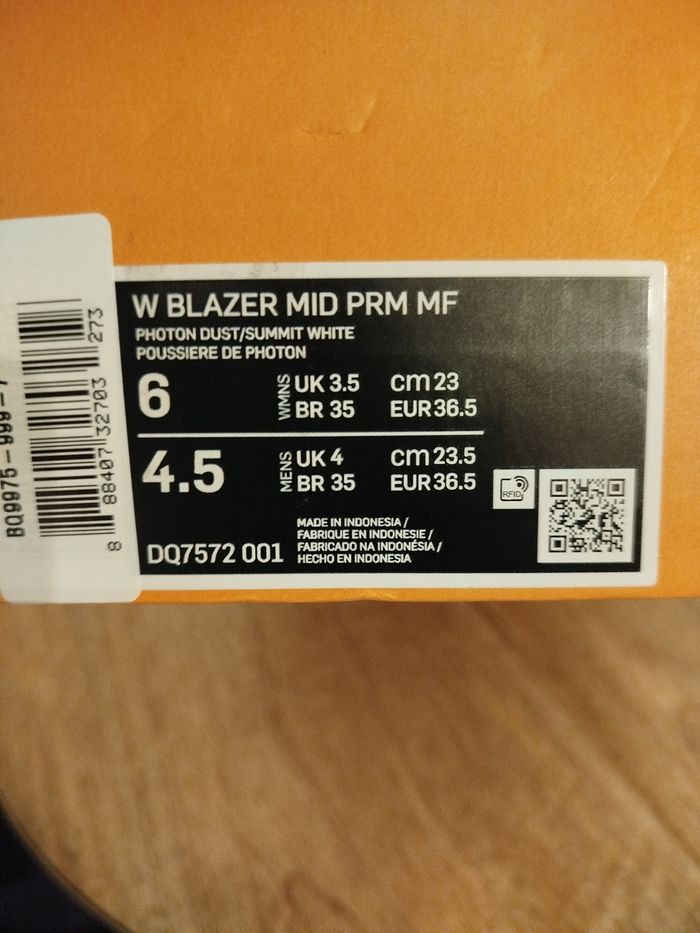 W BLAZER MID PRM MF
PHOTON DUST/SUMMIT WHITE
POUSSIERE DE PHOTON
6
WMNS
UK 3.5 cm 23
BR 35 EUR 36.5
4.5
MENS
UK 4 cm 23.5
BR 35 EUR 36.5
RFID
DQ7572 001
MADE IN INDONESIA /
FABRIQUE EN INDONESIE /
FABRICADO NA INDONÉSIA /
HECHO EN INDONESIA
BQ9975-999-7
8 88407 32703 273